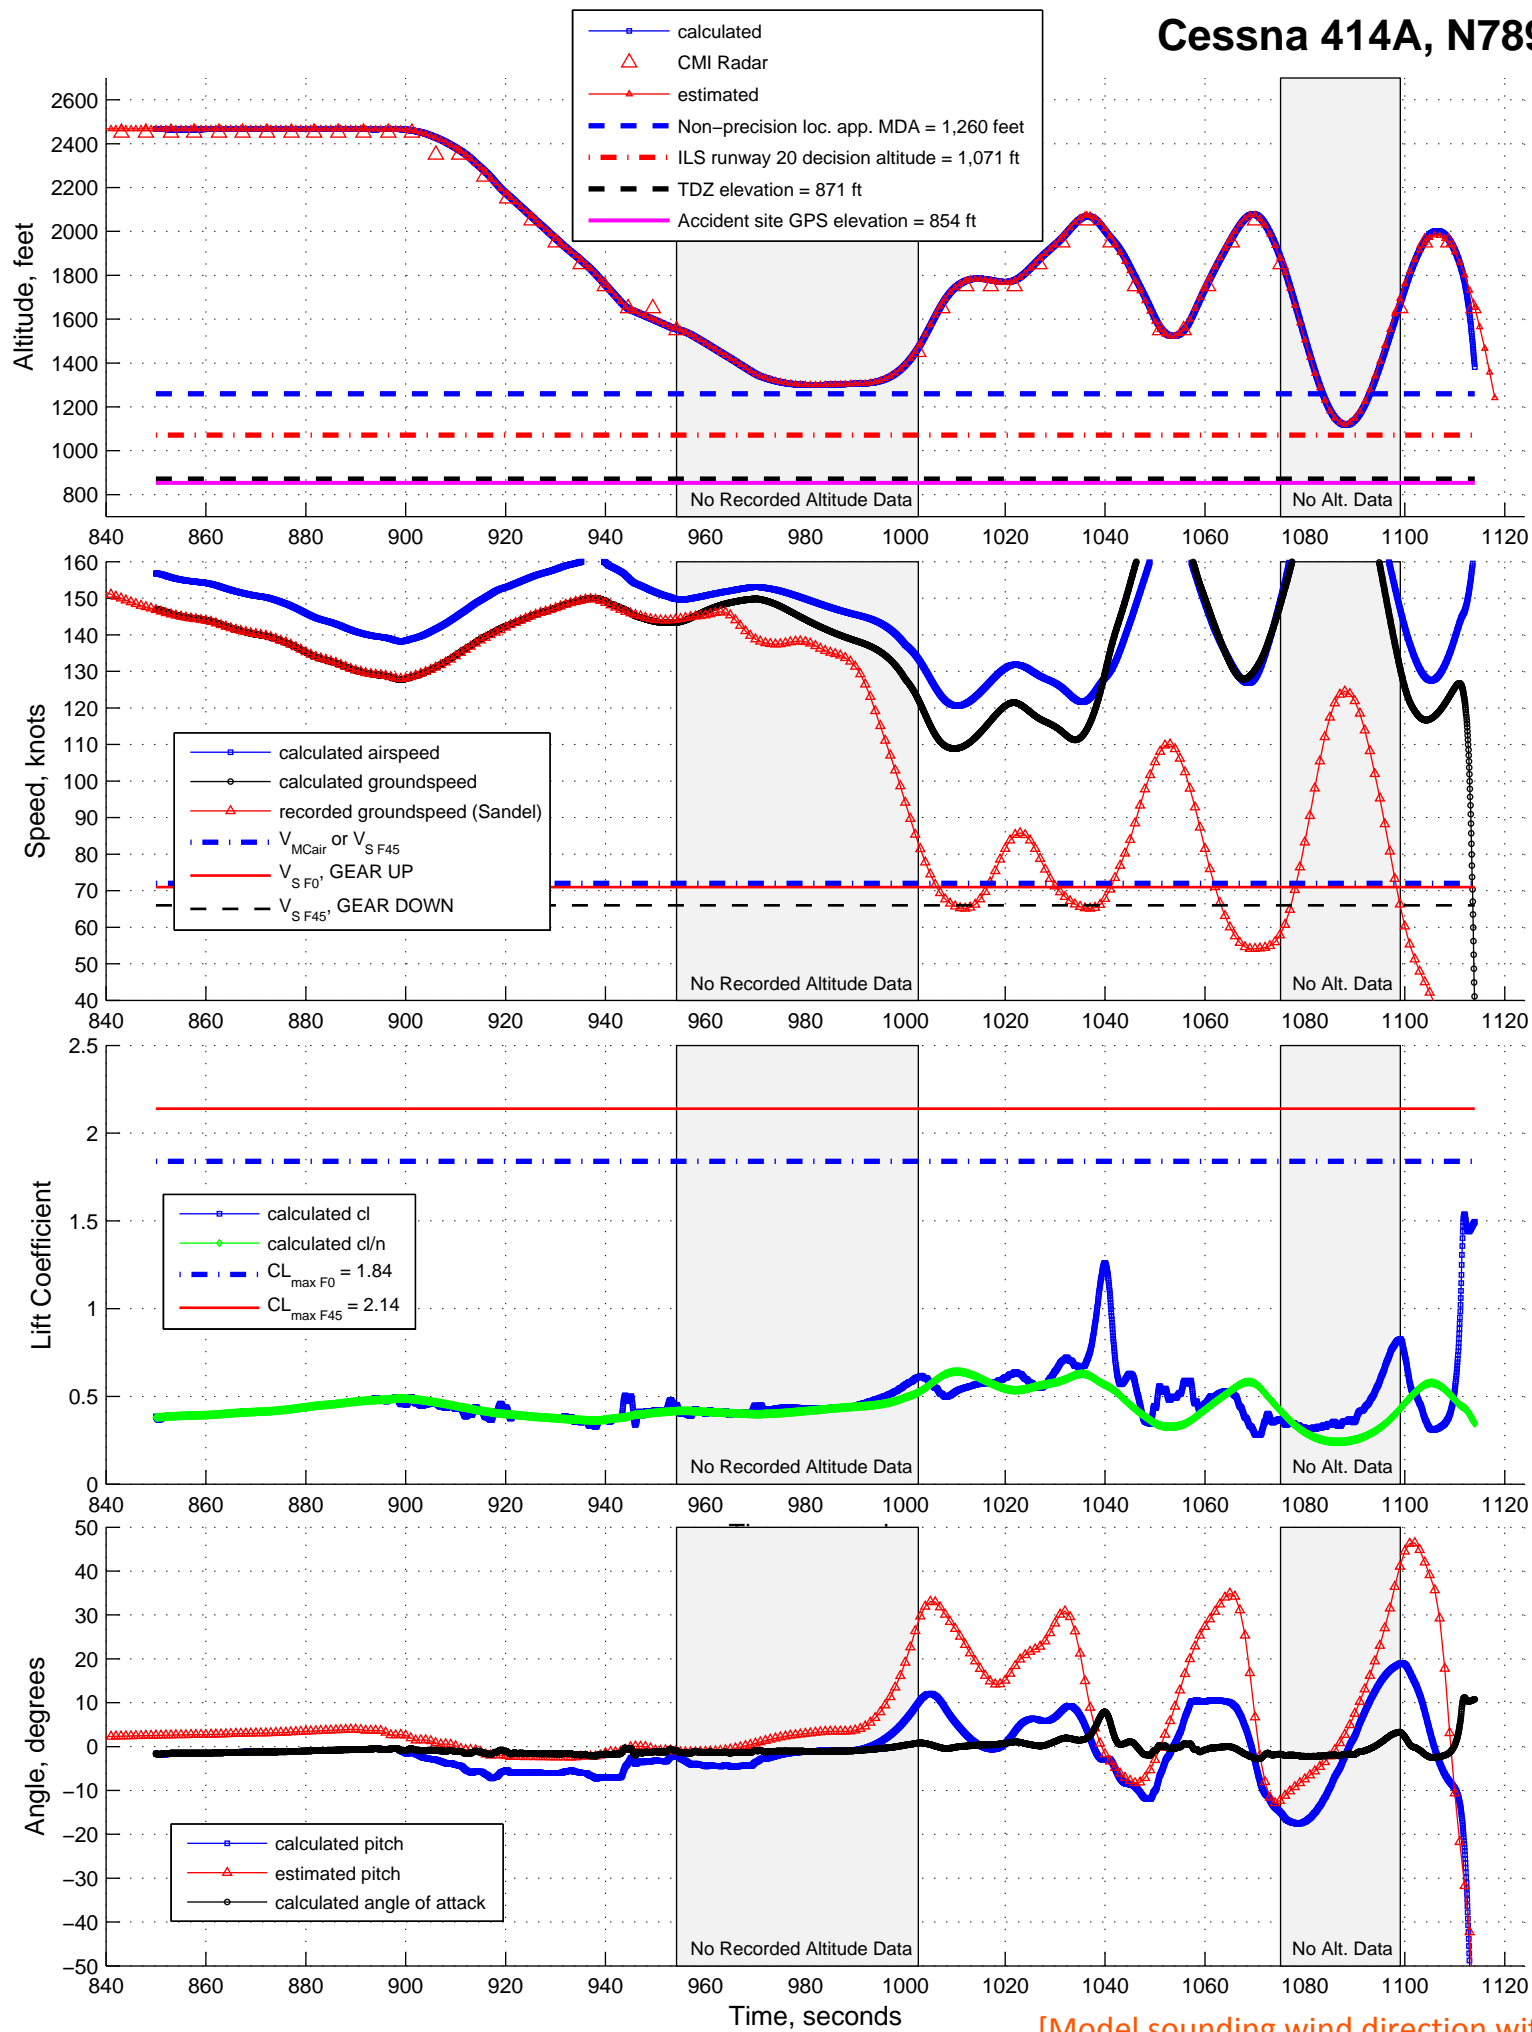 Cessna 414A, N789
calculated
CMI Radar
estimated
Non−precision loc. app. MDA = 1,260 feet
ILS runway 20 decision altitude = 1,071 ft
TDZ elevation = 871 ft
Accident site GPS elevation = 854 ft
Altitude, feet
2600
2400
2200
2000
1800
1600
1400
1200
1000
800
No Recorded Altitude Data
No Alt. Data
840 860 880 900 920 940 960 980 1000 1020 1040 1060 1080 1100 1120
Speed, knots
160
150
140
130
120
110
100
90
80
70
60
50
40
calculated airspeed
calculated groundspeed
recorded groundspeed (Sandel)
V MCair or V S F45
V S F0, GEAR UP
V S F45, GEAR DOWN
No Recorded Altitude Data
No Alt. Data
840 860 880 900 920 940 960 980 1000 1020 1040 1060 1080 1100 1120
Lift Coefficient
2.5
2
1.5
1
0.5
0
calculated cl
calculated cl/n
CL max F0 = 1.84
CL max F45 = 2.14
No Recorded Altitude Data
No Alt. Data
840 860 880 900 920 940 960 980 1000 1020 1040 1060 1080 1100 1120
Angle, degrees
50
40
30
20
10
0
−10
−20
−30
−40
−50
calculated pitch
estimated pitch
calculated angle of attack
No Recorded Altitude Data
No Alt. Data
840 860 880 900 920 940 960 980 1000 1020 1040 1060 1080 1100 1120
Time, seconds
[Model sounding wind direction wit